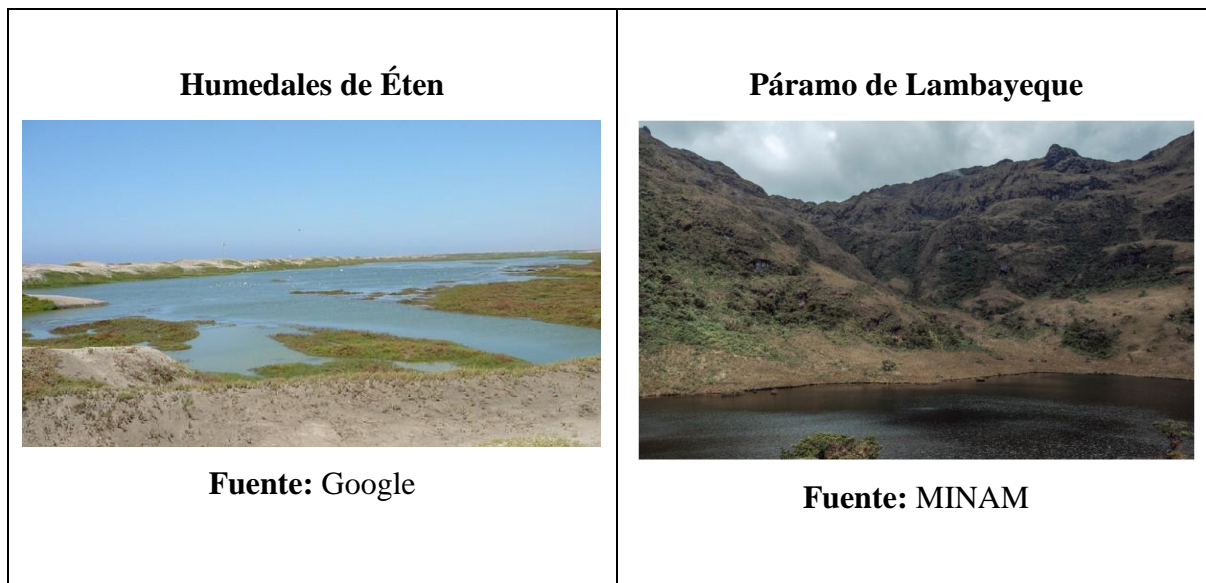 Humedales de Éten
Fuente: Google
Páramo de Lambayeque
Fuente: MINAM